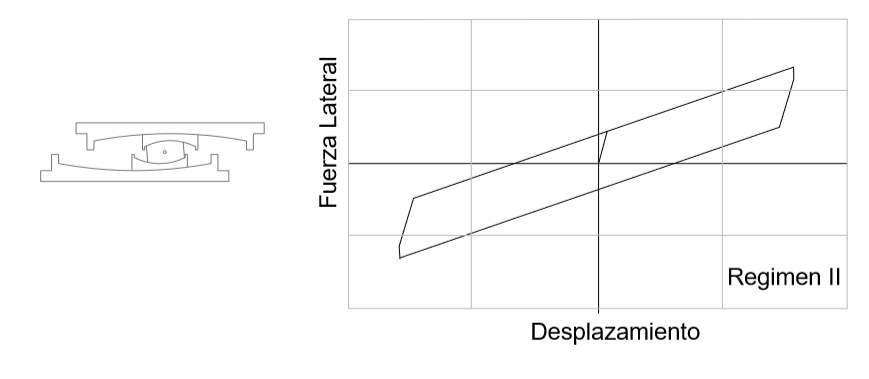 Fuerza Lateral
Regimen II
Desplazamiento